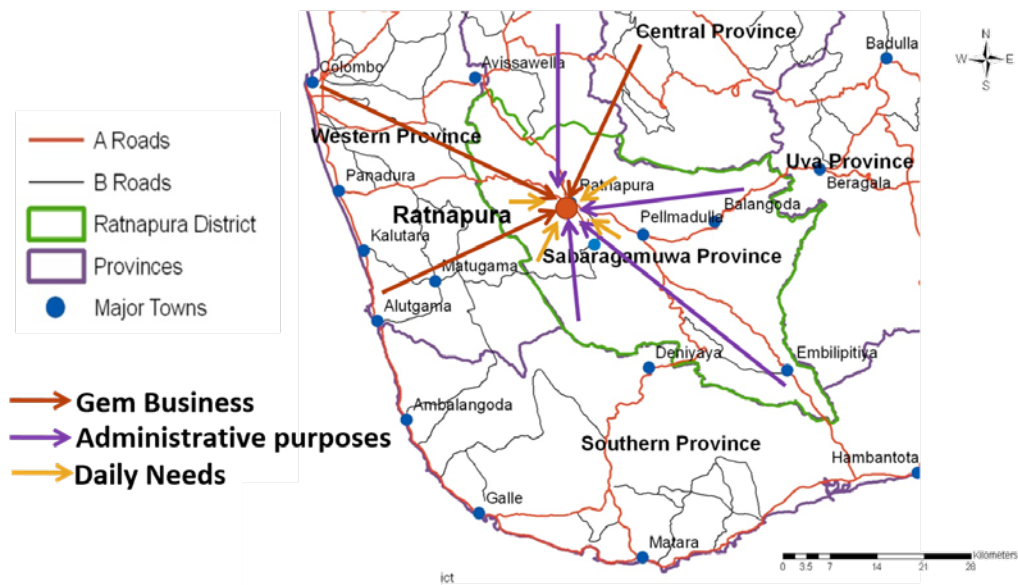 Central Province
N
W E
S
Badulla
Colombo
Avissawella
A Roads
B Roads
Ratnapura District
Provinces
Major Towns
Western Province
Uva Province
Beragala
Panadura
Ratnapura
Balangoda
Pellmadulla
Ratnapura
Kalutara
Sabaragamuwa Province
Matugama
Alutgama
Deniyaya
Embilipitiya
Gem Business
Administrative purposes
Daily Needs
Ambalangoda
Southern Province
Hambantota
Galle
Matara
Kilometers
0 3.5 7 14 21 28
ict